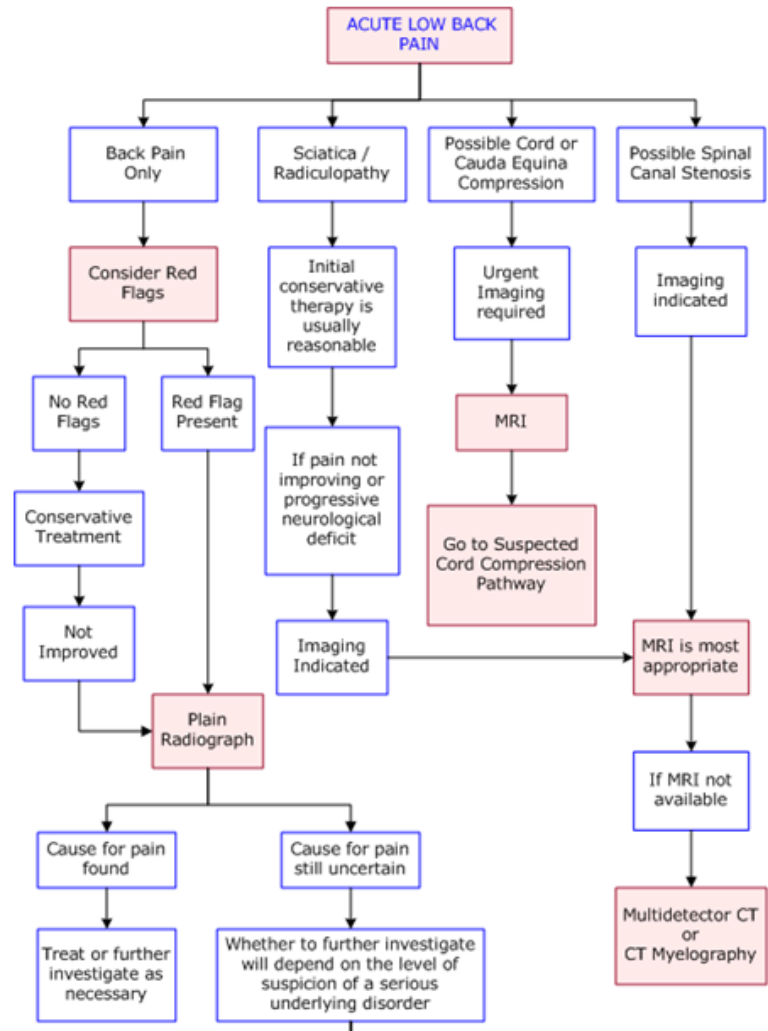 ACUTE LOW BACK
PAIN
Back Pain
Only
Sciatica /
Radiculopathy
Possible Cord or
Cauda Equina
Compression
Possible Spinal
Canal Stenosis
Consider Red
Flags
Initial
conservative
therapy is
usually
reasonable
Urgent
Imaging
required
Imaging
indicated
No Red
Flags
Red Flag
Present
MRI
If pain not
improving or
progressive
neurological
deficit
Conservative
Treatment
Go to Suspected
Cord Compression
Pathway
Not
Improved
Imaging
Indicated
MRI is most
appropriate
Plain
Radiograph
If MRI not
available
Cause for pain
found
Cause for pain
still uncertain
Multidetector CT
or
CT Myelography
Treat or further
investigate as
necessary
Whether to further investigate
will depend on the level of
suspicion of a serious
underlying disorder